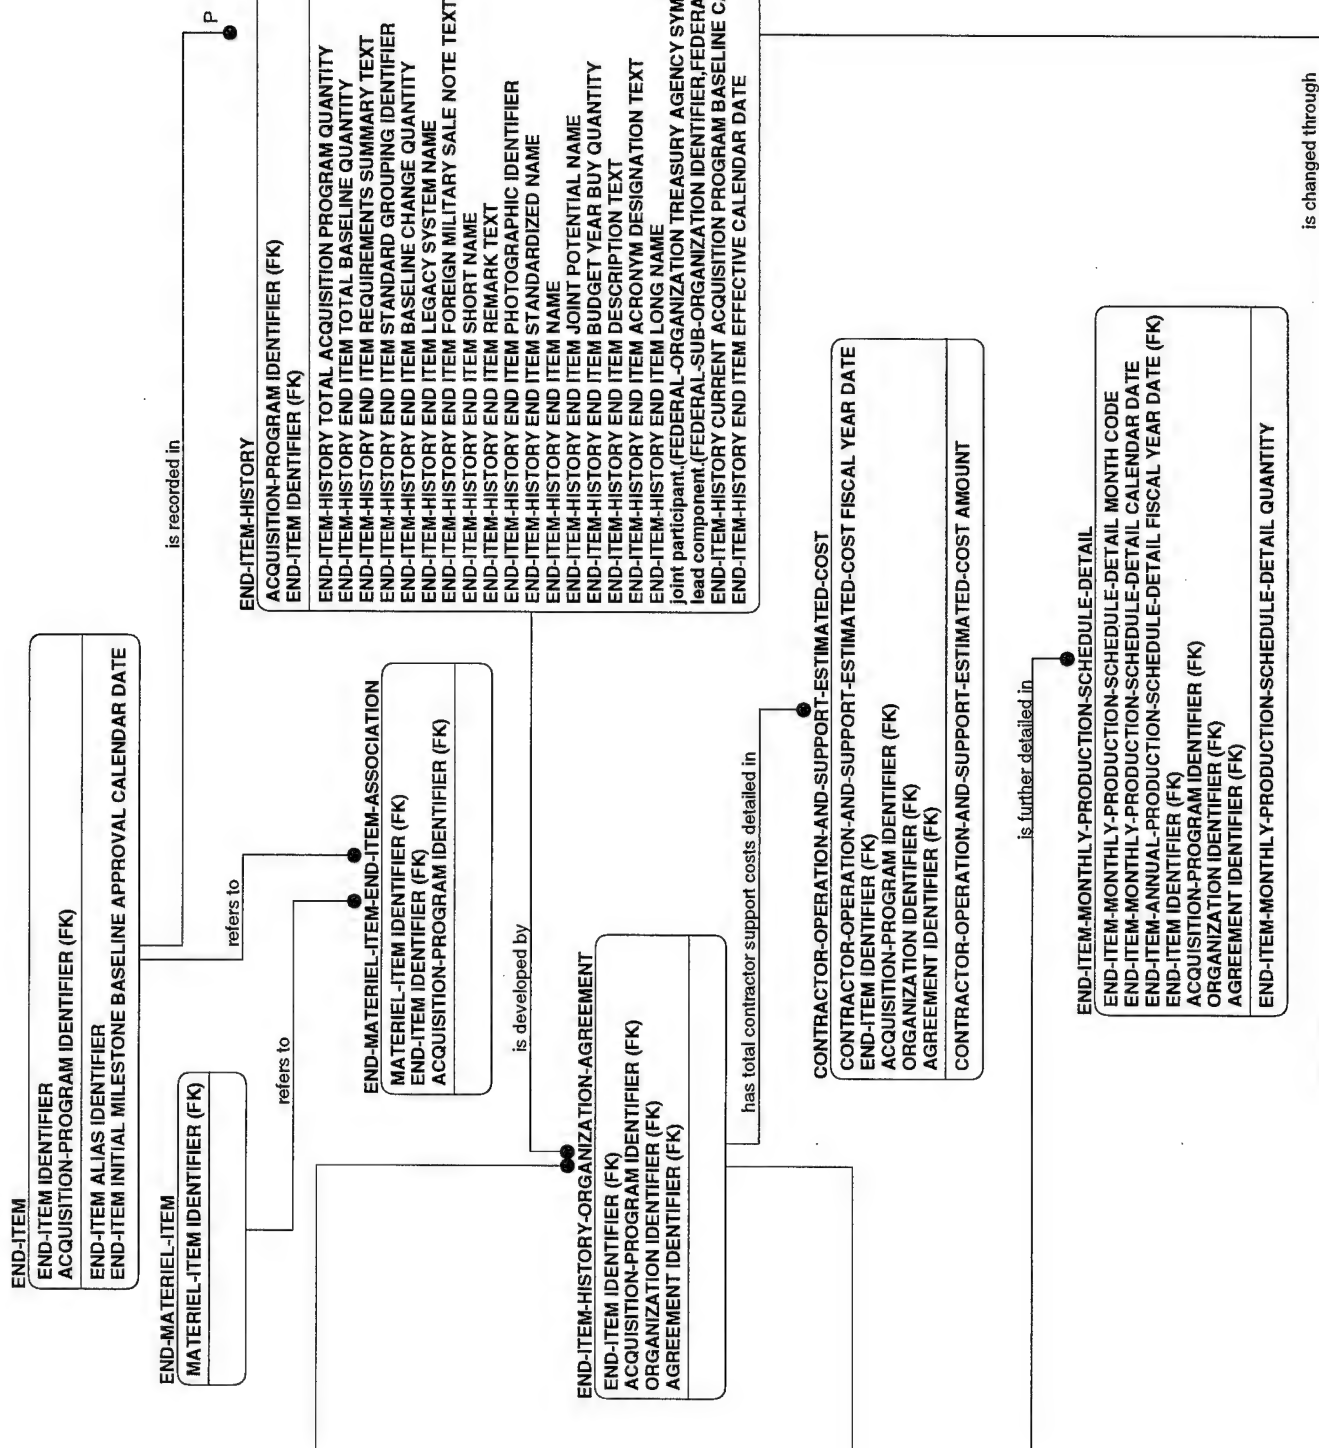 END-ITEM
END-ITEM IDENTIFIER
ACQUISITION-PROGRAM IDENTIFIER (FK)
END-ITEM ALIAS IDENTIFIER
END-ITEM INITIAL MILESTONE BASELINE APPROVAL CALENDAR DATE
is recorded in
P
END-MATERIEL-ITEM
MATERIEL-ITEM IDENTIFIER (FK)
refers to
refers to
END-ITEM-HISTORY
ACQUISITION-PROGRAM IDENTIFIER (FK)
END-ITEM IDENTIFIER (FK)
END-ITEM-HISTORY TOTAL ACQUISITION PROGRAM QUANTITY
END-ITEM-HISTORY END ITEM TOTAL BASELINE QUANTITY
END-ITEM-HISTORY END ITEM REQUIREMENTS SUMMARY TEXT
END-ITEM-HISTORY END ITEM STANDARD GROUPING IDENTIFIER
END-ITEM-HISTORY END ITEM BASELINE CHANGE QUANTITY
END-ITEM-HISTORY END ITEM LEGACY SYSTEM NAME
END-ITEM-HISTORY END ITEM FOREIGN MILITARY SALE NOTE TEXT
END-ITEM-HISTORY END ITEM SHORT NAME
END-ITEM-HISTORY END ITEM REMARK TEXT
END-ITEM-HISTORY END ITEM PHOTOGRAPHIC IDENTIFIER
END-ITEM-HISTORY END ITEM STANDARDIZED NAME
END-ITEM-HISTORY END ITEM NAME
END-ITEM-HISTORY END ITEM JOINT POTENTIAL NAME
END-ITEM-HISTORY END ITEM BUDGET YEAR BUY QUANTITY
END-ITEM-HISTORY END ITEM DESCRIPTION TEXT
END-ITEM-HISTORY END ITEM ACRONYM DESIGNATION TEXT
END-ITEM-HISTORY END ITEM LONG NAME
joint participant.(FEDERAL-ORGANIZATION TREASURY AGENCY SYM
lead component.(FEDERAL-SUB-ORGANIZATION IDENTIFIER,FEDERA
END-ITEM-HISTORY CURRENT ACQUISITION PROGRAM BASELINE CA
END-ITEM-HISTORY END ITEM EFFECTIVE CALENDAR DATE
END-MATERIEL-ITEM-END-ITEM-ASSOCIATION
MATERIEL-ITEM IDENTIFIER (FK)
END-ITEM IDENTIFIER (FK)
ACQUISITION-PROGRAM IDENTIFIER (FK)
is developed by
END-ITEM-HISTORY-ORGANIZATION-AGREEMENT
END-ITEM IDENTIFIER (FK)
ACQUISITION-PROGRAM IDENTIFIER (FK)
ORGANIZATION IDENTIFIER (FK)
AGREEMENT IDENTIFIER (FK)
has total contractor support costs detailed in
CONTRACTOR-OPERATION-AND-SUPPORT-ESTIMATED-COST
CONTRACTOR-OPERATION-AND-SUPPORT-ESTIMATED-COST FISCAL YEAR DATE
END-ITEM IDENTIFIER (FK)
ACQUISITION-PROGRAM IDENTIFIER (FK)
ORGANIZATION IDENTIFIER (FK)
AGREEMENT IDENTIFIER (FK)
CONTRACTOR-OPERATION-AND-SUPPORT-ESTIMATED-COST AMOUNT
is further detailed in
END-ITEM-MONTHLY-PRODUCTION-SCHEDULE-DETAIL
END-ITEM-MONTHLY-PRODUCTION-SCHEDULE-DETAIL MONTH CODE
END-ITEM-MONTHLY-PRODUCTION-SCHEDULE-DETAIL CALENDAR DATE
END-ITEM-ANNUAL-PRODUCTION-SCHEDULE-DETAIL FISCAL YEAR DATE (FK)
END-ITEM IDENTIFIER (FK)
ACQUISITION-PROGRAM IDENTIFIER (FK)
ORGANIZATION IDENTIFIER (FK)
AGREEMENT IDENTIFIER (FK)
END-ITEM-MONTHLY-PRODUCTION-SCHEDULE-DETAIL QUANTITY
is changed through